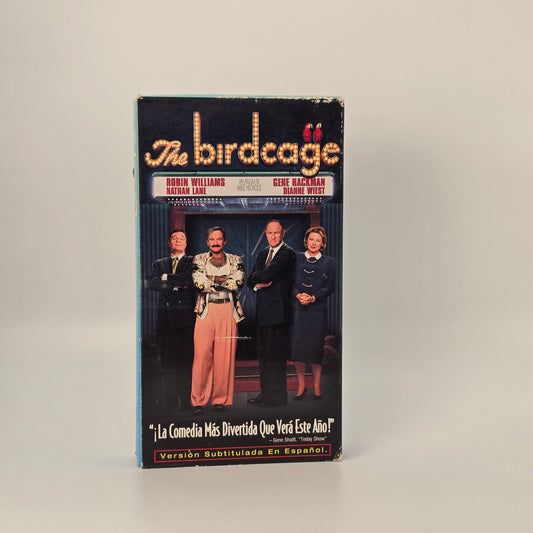 The birdcage
ROBIN WILLIAMS
NATHAN LANE
UNA PELICULA DE
MIKE NICHOLS
GENE HACKMAN
DIANNE WIEST
"¡La Comedia Más Divertida Que Verá Este Año!"
– Gene Shalit, "Today Show"
Versión Subtitulada En Español.